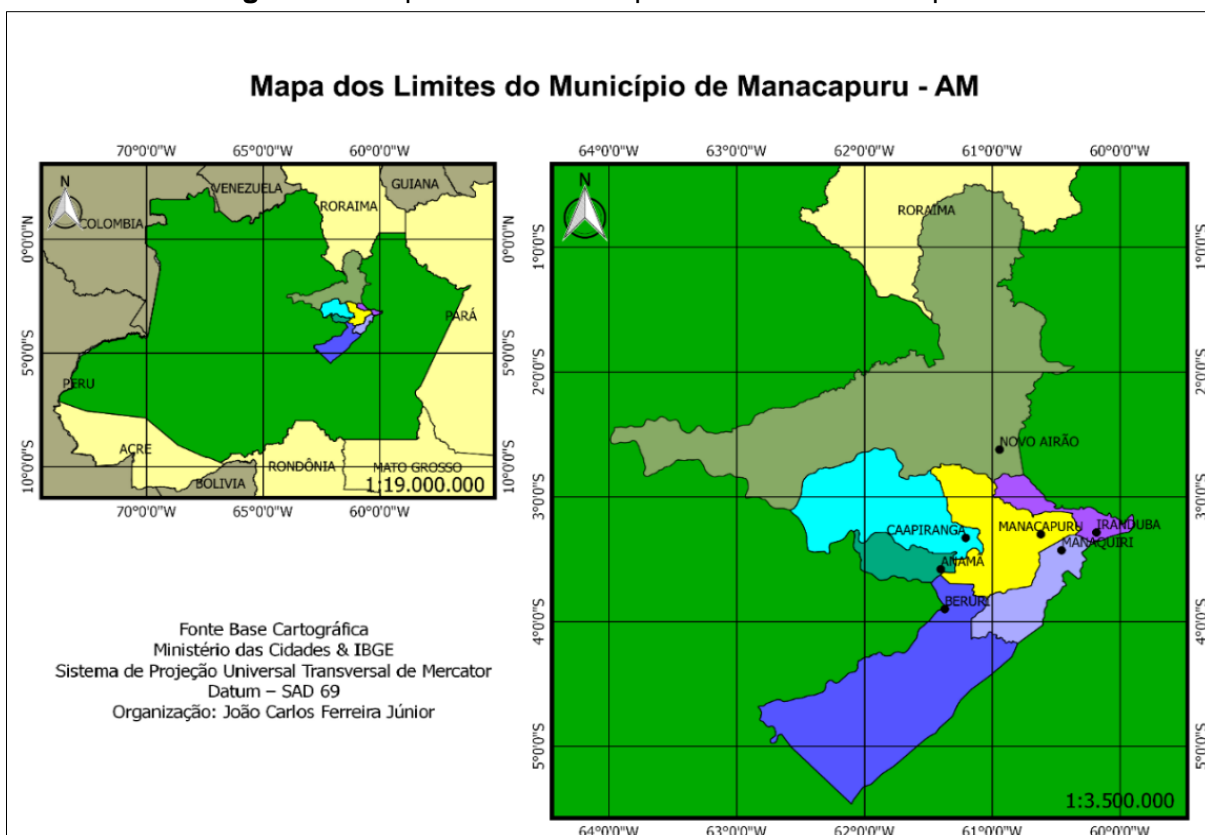 Mapa dos Limites do Município de Manacapuru - AM
70°0'0"W 65°0'0"W 60°0'0"W
N
VENEZUELA
GUIANA
RORAIMA
COLOMBIA
PARÁ
PERU
ACRE
RONDÔNIA
MATO GROSSO
BOLIVIA
1:19.000.000
0°0'0"N
5°0'0"S
10°0'0"S
0°0'0"N
5°0'0"S
10°0'0"S
70°0'0"W 65°0'0"W 60°0'0"W
Fonte Base Cartográfica
Ministério das Cidades & IBGE
Sistema de Projeção Universal Transversal de Mercator
Datum – SAD 69
Organização: João Carlos Ferreira Júnior
64°0'0"W 63°0'0"W 62°0'0"W 61°0'0"W 60°0'0"W
N
RORAIMA
NOVO AIRÃO
CAAPIRANGA
MANACAPURU
IRANDUBA
MANAQUIRI
ANAMÃ
BERURI
1:3.500.000
1°0'0"S
2°0'0"S
3°0'0"S
4°0'0"S
5°0'0"S
1°0'0"S
2°0'0"S
3°0'0"S
4°0'0"S
5°0'0"S
64°0'0"W 63°0'0"W 62°0'0"W 61°0'0"W 60°0'0"W